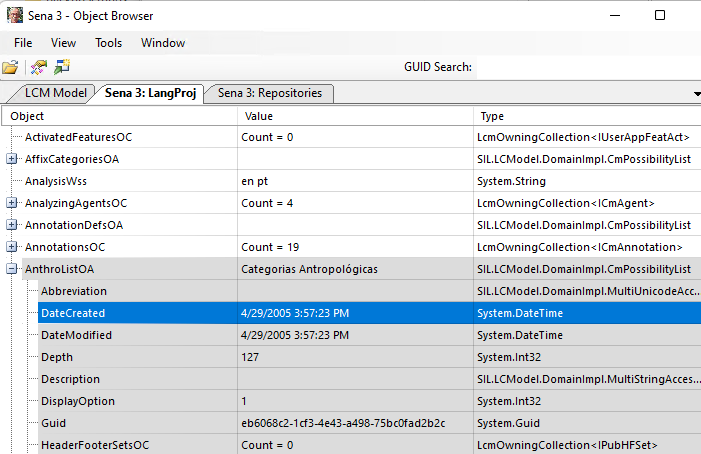 Sena 3 - Object Browser
File View Tools Window
GUID Search:
LCM Model Sena 3: LangProj Sena 3: Repositories
Object Value Type
ActivatedFeaturesOC Count = 0 LcmOwningCollection<IUserAppFeatAct>
AffixCategoriesOA SIL.LCModel.DomainImpl.CmPossibilityList
AnalysisWss en pt System.String
AnalyzingAgentsOC Count = 4 LcmOwningCollection<ICmAgent>
AnnotationDefsOA SIL.LCModel.DomainImpl.CmPossibilityList
AnnotationsOC Count = 19 LcmOwningCollection<ICmAnnotation>
AnthroListOA Categorias Antropológicas SIL.LCModel.DomainImpl.CmPossibilityList
Abbreviation SIL.LCModel.DomainImpl.MultiUnicodeAcc...
DateCreated 4/29/2005 3:57:23 PM System.DateTime
DateModified 4/29/2005 3:57:23 PM System.DateTime
Depth 127 System.Int32
Description SIL.LCModel.DomainImpl.MultiStringAcces...
DisplayOption 1 System.Int32
Guid eb6068c2-1cf3-4e43-a498-75bc0fad2b2c System.Guid
HeaderFooterSetsOC Count = 0 LcmOwningCollection<IPubHFSet>